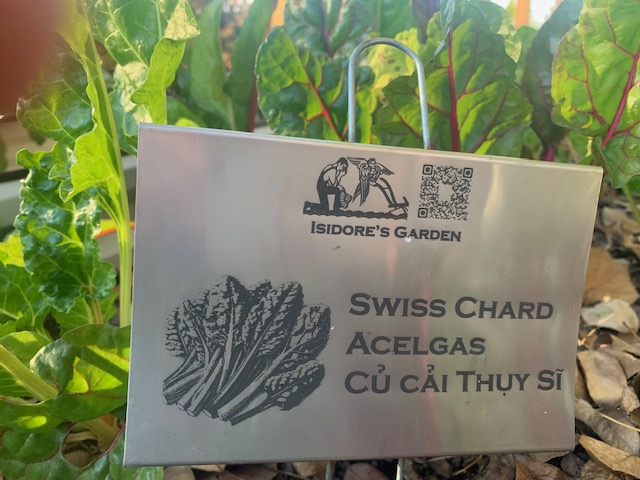 Isidore's Garden
Swiss Chard
Acelgas
Củ cải Thụy Sĩ